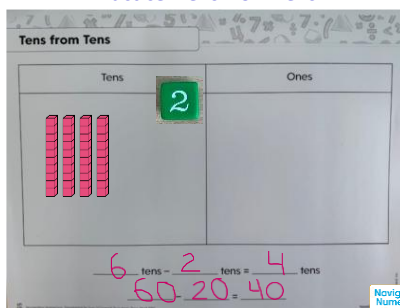 Tens from Tens
Tens Ones
2
6 tens - 2 tens = 4 tens
60 - 20 = 40
Navig
Nume